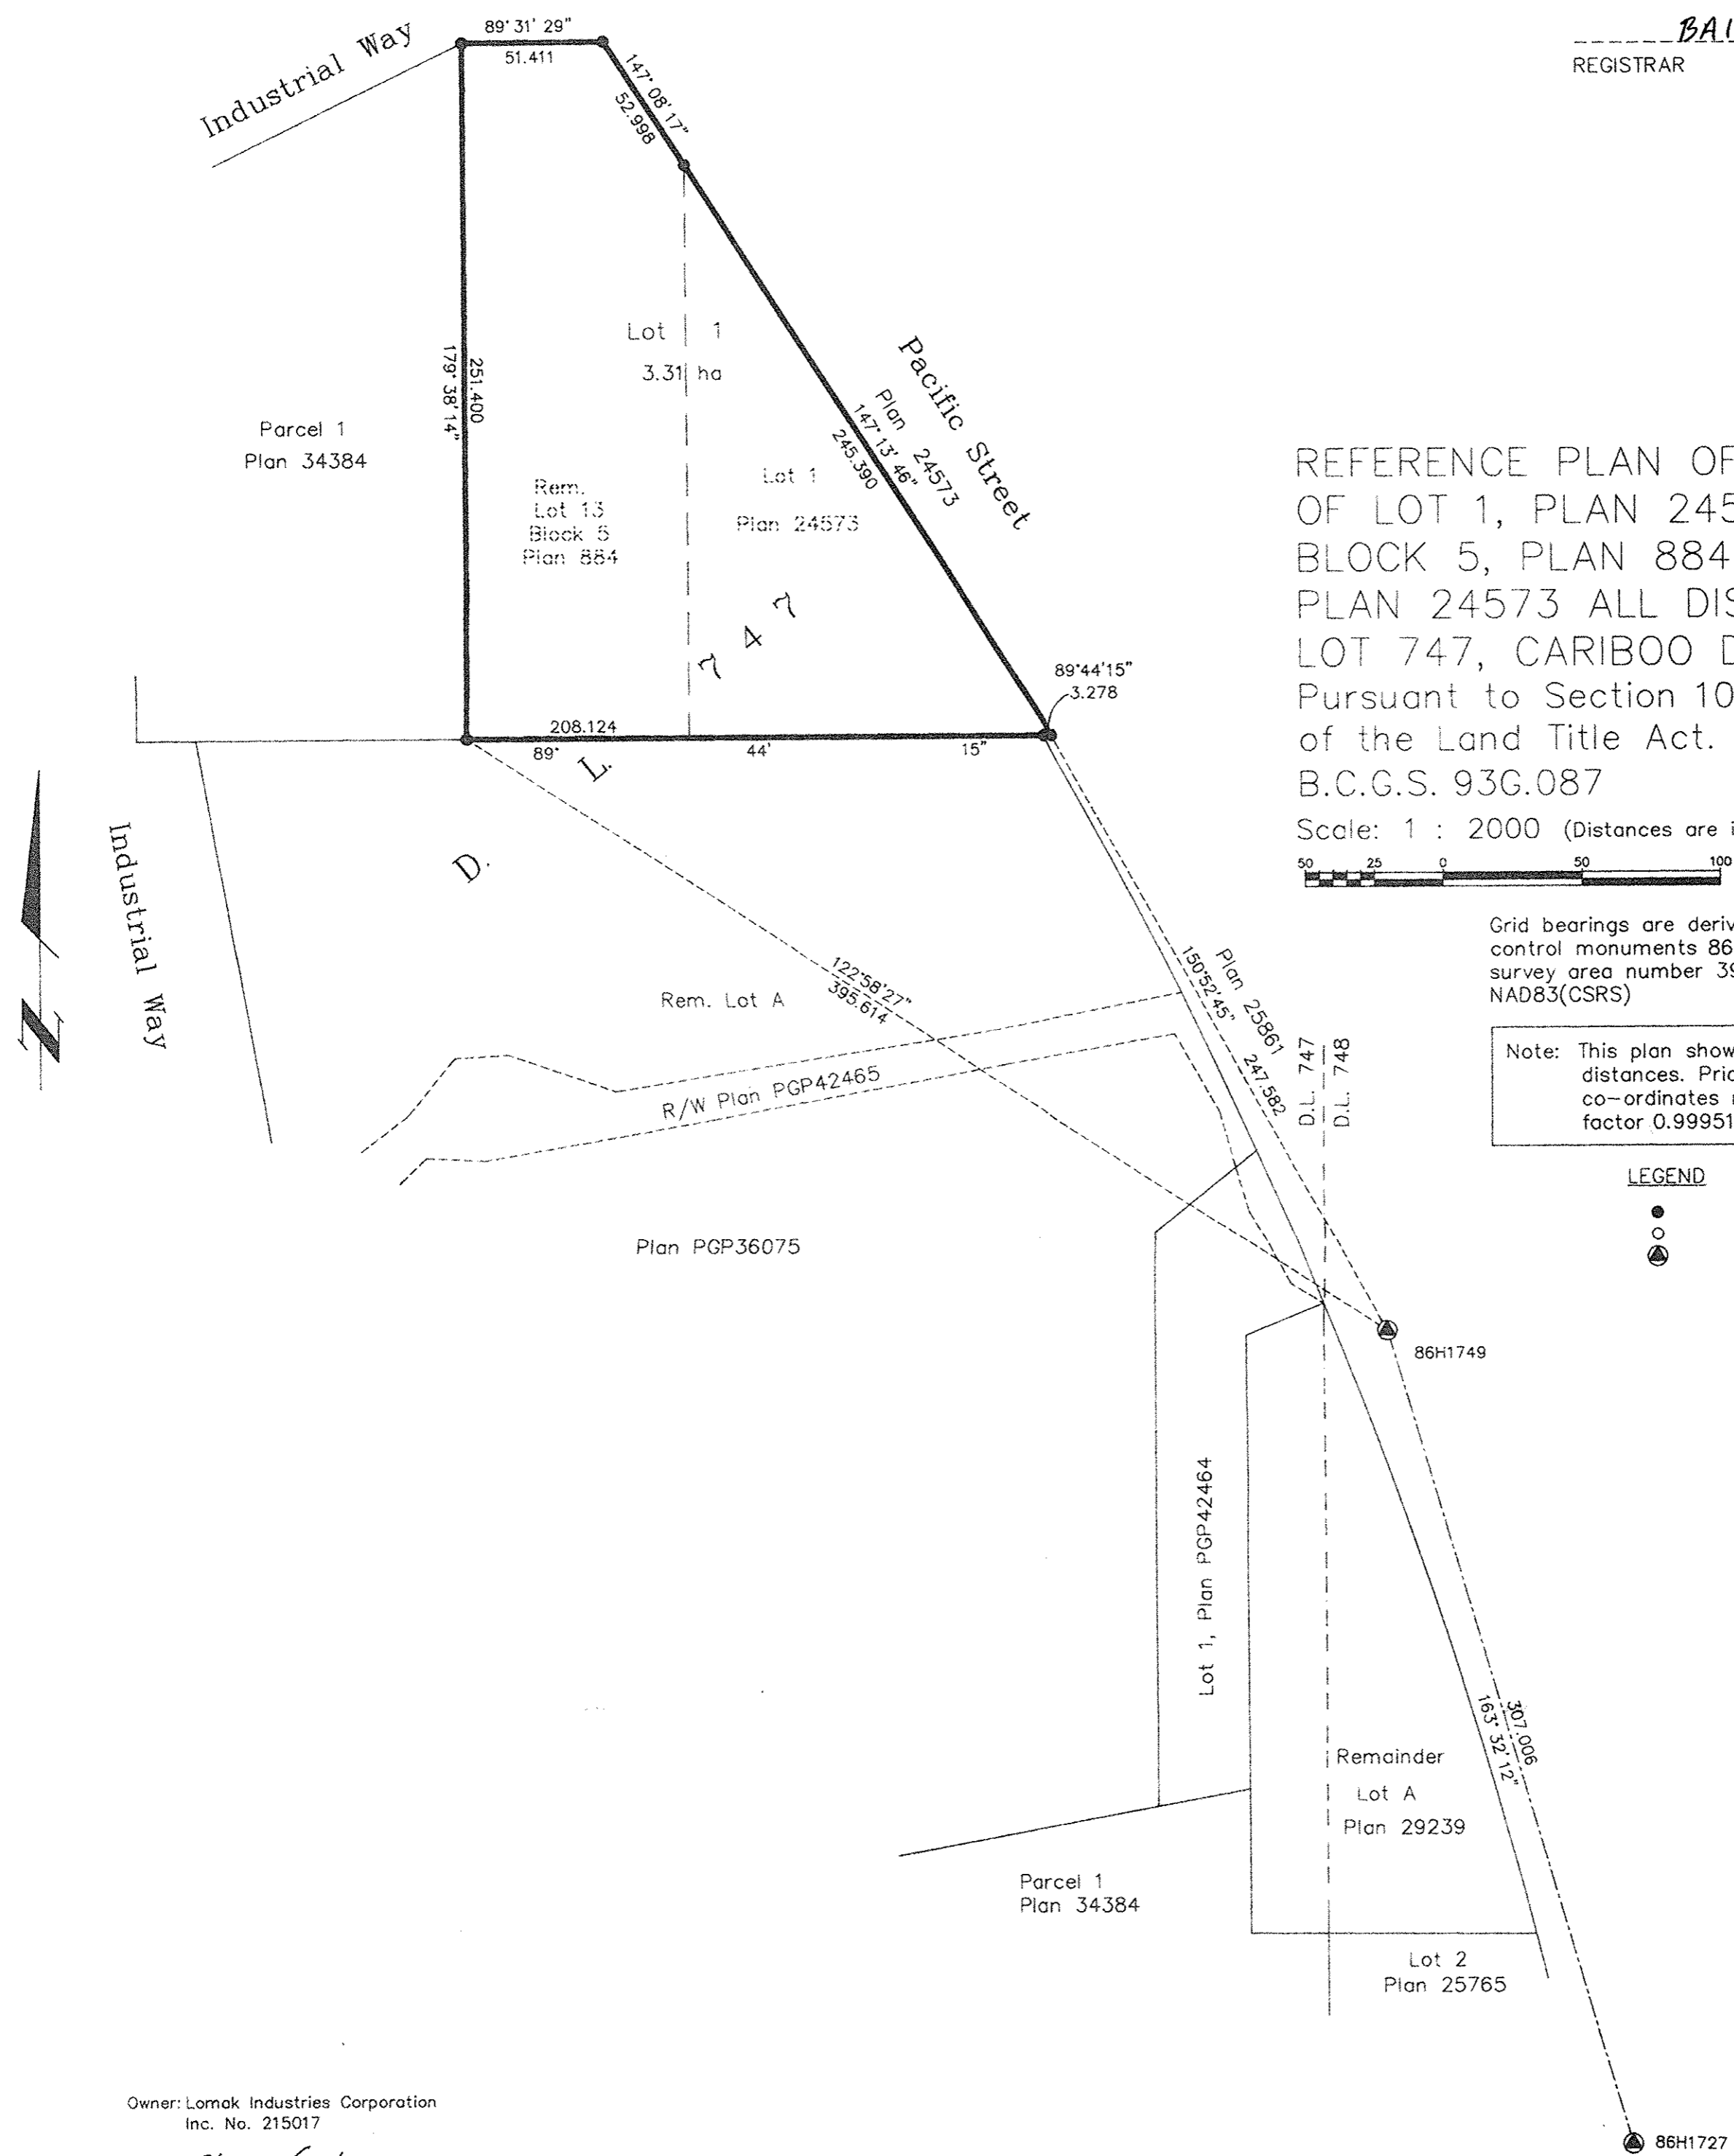 BAI
REGISTRAR
Industrial Way
89° 31' 29"
51.411
147° 08' 17"
52.998
Lot 1
3.31 ha
251.400
179° 38' 14"
Parcel 1
Plan 34384
Rem.
Lot 13
Block 5
Plan 884
Lot 1
Plan 24573
Pacific Street
Plan 24573
147° 13' 46"
245.390
REFERENCE PLAN OF
OF LOT 1, PLAN 245
BLOCK 5, PLAN 884
PLAN 24573 ALL DIS
LOT 747, CARIBOO D
Pursuant to Section 10
of the Land Title Act.
B.C.G.S. 93G.087
Scale: 1 : 2000 (Distances are i
50 25 0 50 100
89°44'15"
3.278
208.124
89° 44' 15"
D. L. 747
Industrial Way
N
Grid bearings are deriv
control monuments 86
survey area number 39
NAD83(CSRS)
Note: This plan show
distances. Prio
co-ordinates
factor 0.99951
LEGEND
122°58'27"
395.614
Rem. Lot A
R/W Plan PGP42465
Plan PGP36075
Plan 25861
150°52'45"
247.582
D.L. 747
D.L. 748
86H1749
Lot 1, Plan PGP42464
307.006
163° 32' 12"
Remainder
Lot A
Plan 29239
Parcel 1
Plan 34384
Lot 2
Plan 25765
86H1727
Owner: Lomak Industries Corporation
Inc. No. 215017